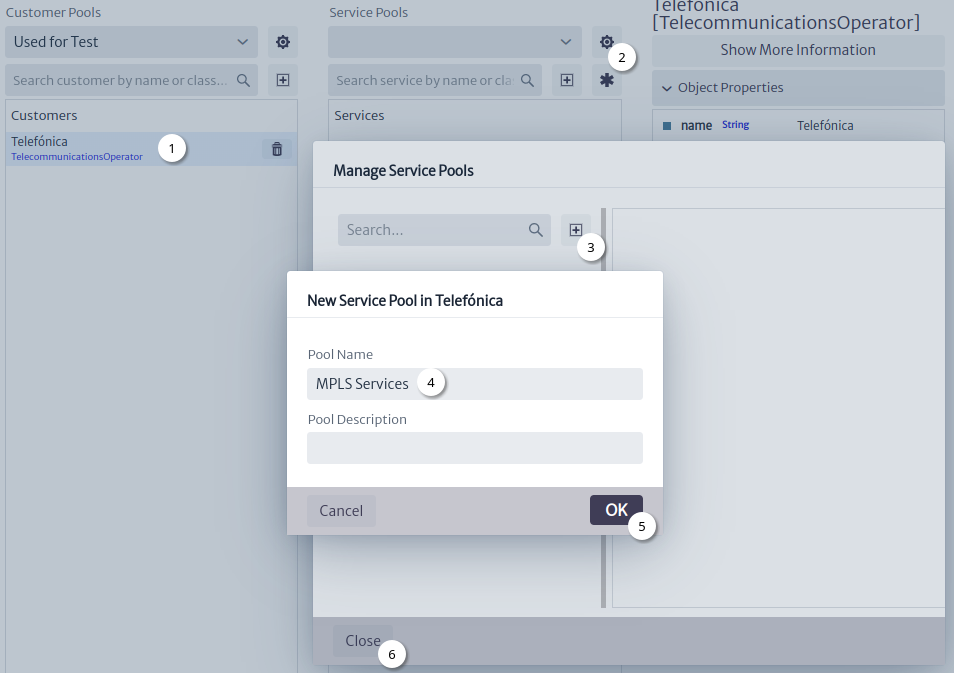 Customer Pools
Used for Test
Search customer by name or class...
Customers
Telefónica
TelecommunicationsOperator
1
Service Pools
2
Search service by name or cla
Services
Telefónica
[TelecommunicationsOperator]
Show More Information
Object Properties
name String Telefónica
Manage Service Pools
Search...
3
New Service Pool in Telefónica
Pool Name
MPLS Services
4
Pool Description
Cancel
OK
5
Close
6